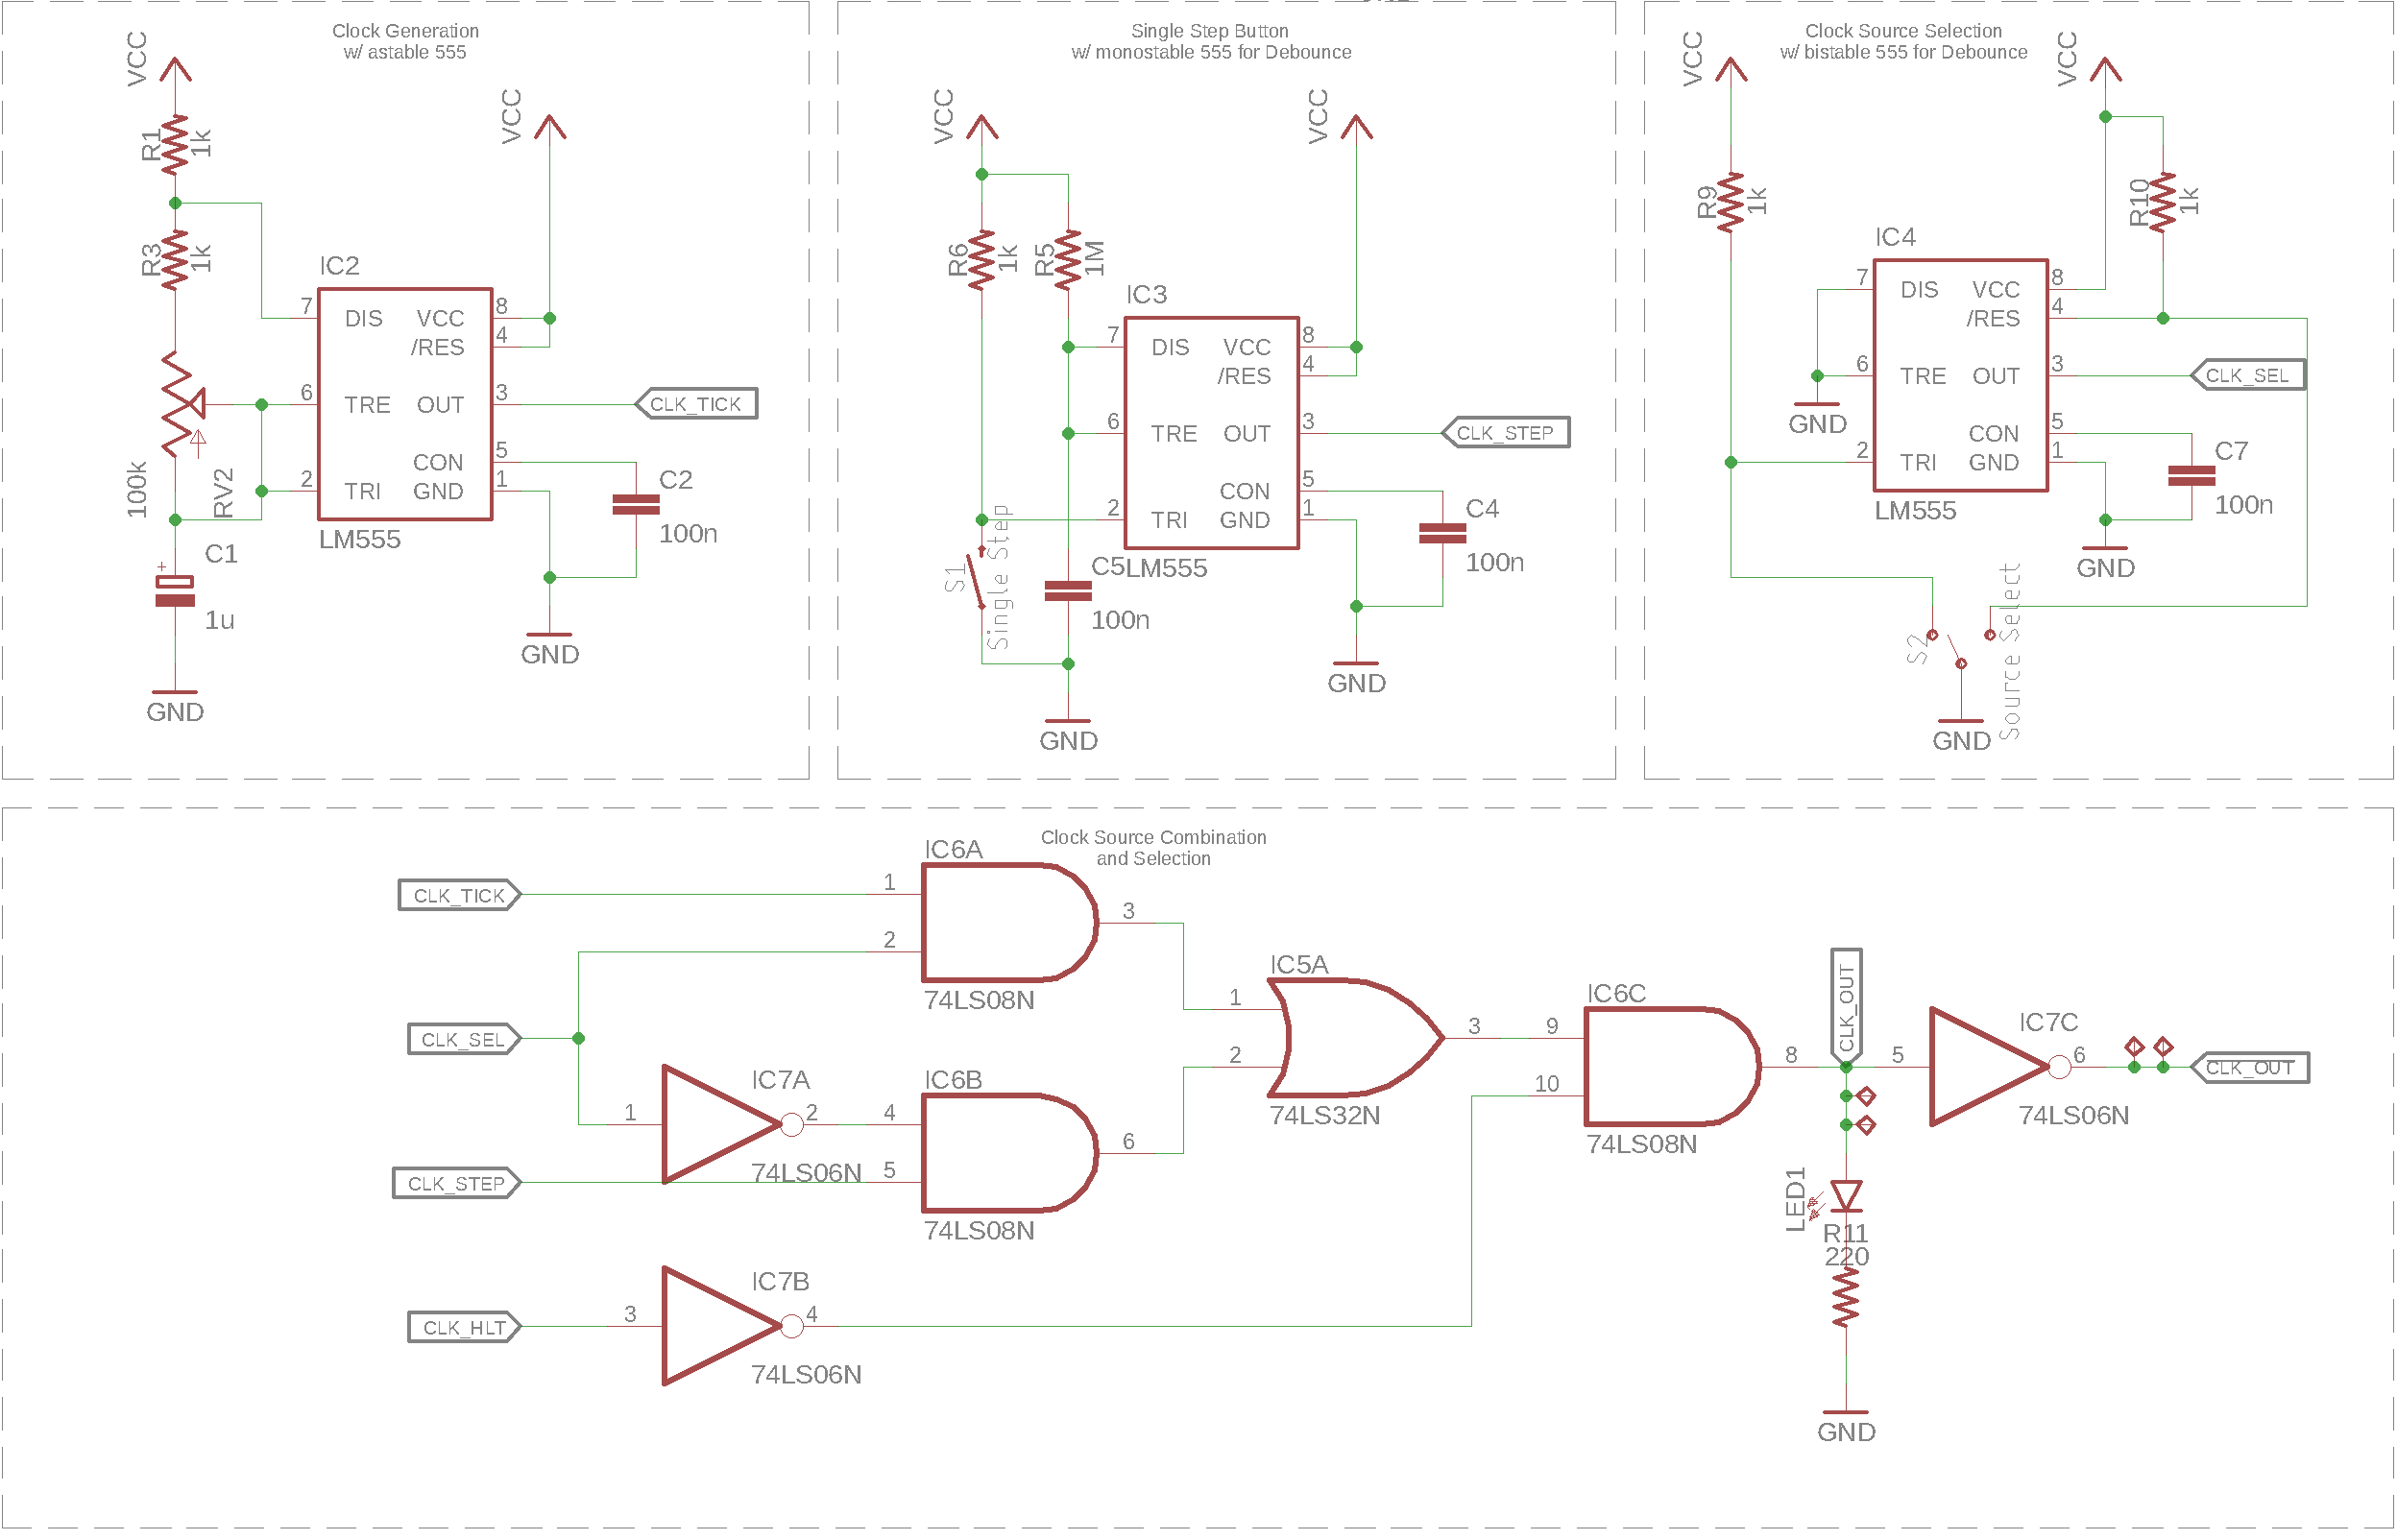 Clock Generation
w/ astable 555
VCC
R1
1k
R3
1k
100k
RV2
C1
+
1u
GND
IC2
7 DIS VCC 8
/RES 4
6 TRE OUT 3
CON 5
2 TRI GND 1
LM555
VCC
CLK_TICK
C2
100n
GND
Single Step Button
w/ monostable 555 for Debounce
VCC
R6
1k
R5
1M
S1
Single Step
C5
100n
GND
IC3
7 DIS VCC 8
/RES 4
6 TRE OUT 3
CON 5
2 TRI GND 1
LM555
VCC
CLK_STEP
C4
100n
GND
Clock Source Selection
w/ bistable 555 for Debounce
VCC
R9
1k
VCC
R10
1k
IC4
7 DIS VCC 8
/RES 4
6 TRE OUT 3
CON 5
2 TRI GND 1
LM555
GND
CLK_SEL
C7
100n
GND
S2
Source Select
GND
Clock Source Combination
and Selection
CLK_TICK
CLK_SEL
CLK_STEP
CLK_HLT
IC6A
1
2
3
74LS08N
IC7A
1
2
74LS06N
IC6B
4
5
6
74LS08N
IC7B
3
4
74LS06N
IC5A
1
2
3
74LS32N
IC6C
9
10
8
74LS08N
CLK_OUT
IC7C
5
6
74LS06N
CLK_OUT
LED1
R11
220
GND